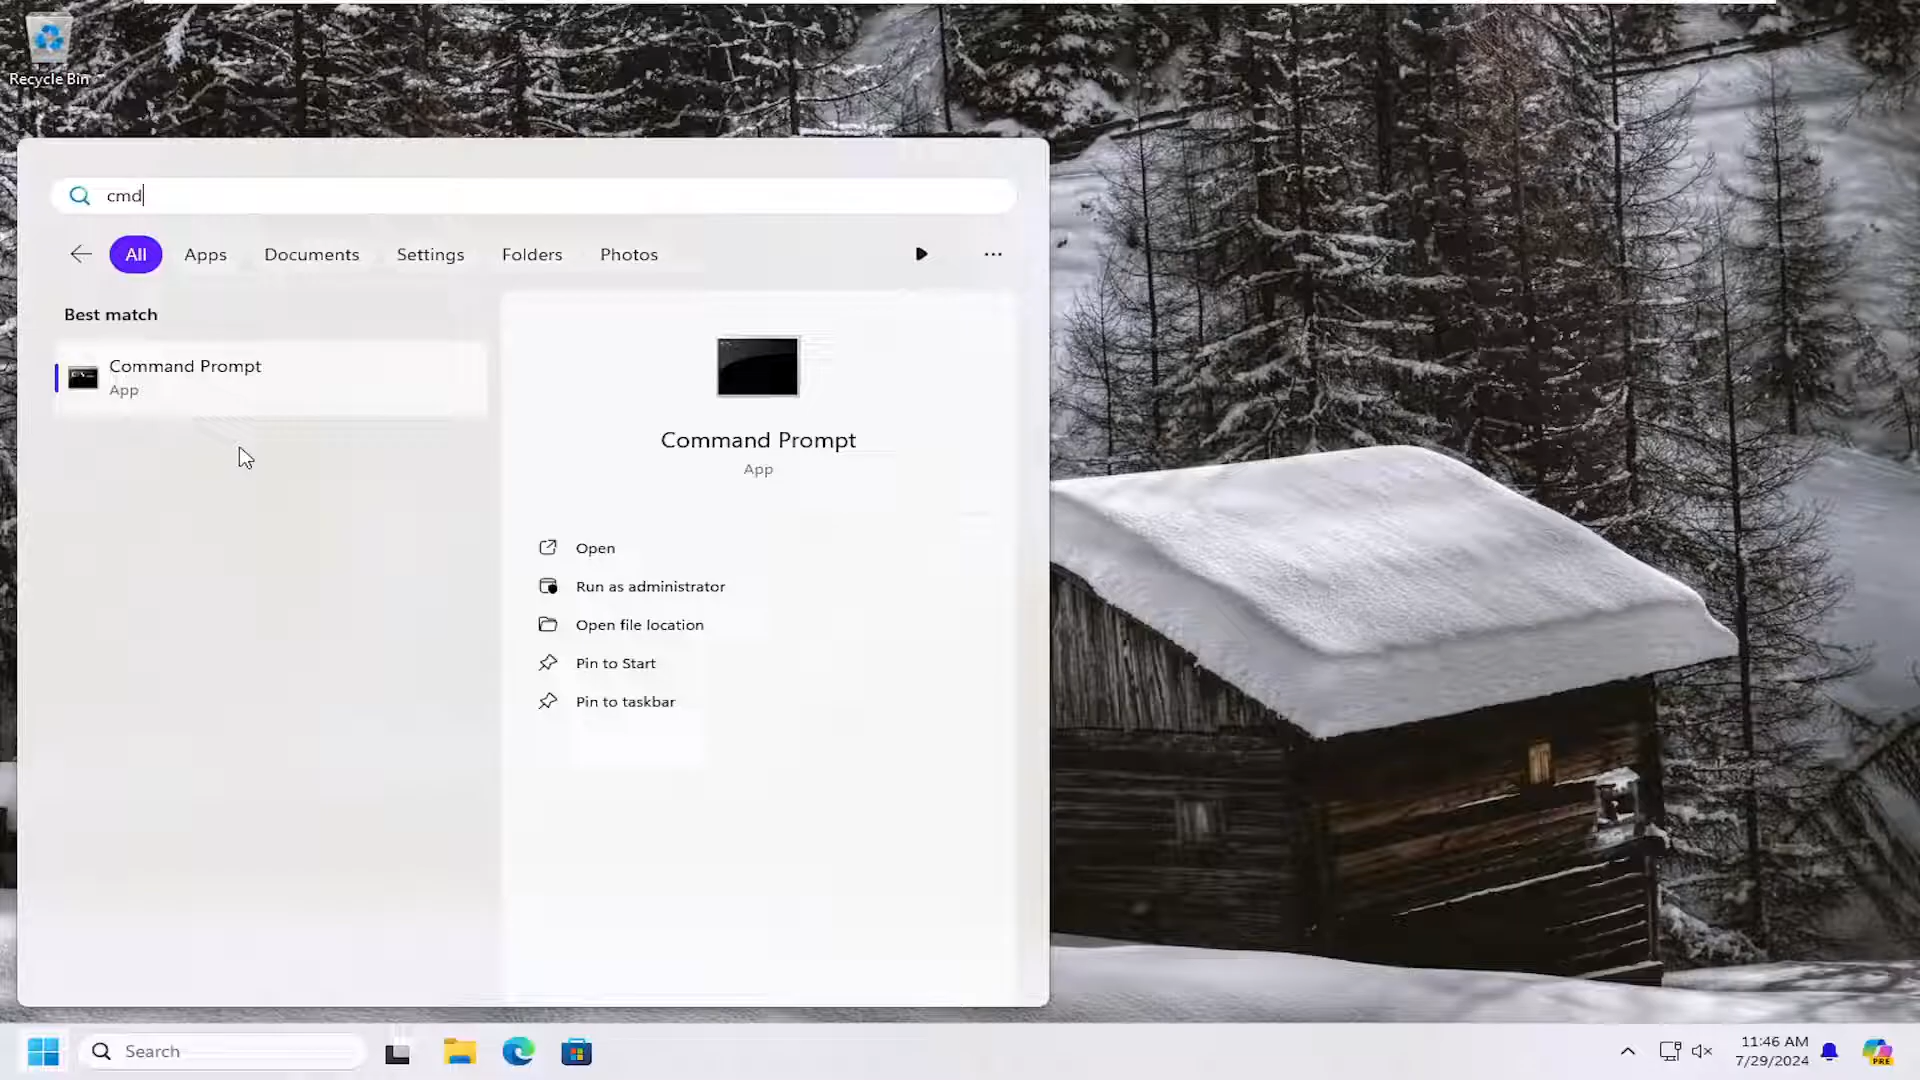 Recycle Bin
cmd
All
Apps
Documents
Settings
Folders
Photos
Best match
Command Prompt
App
Command Prompt
App
Open
Run as administrator
Open file location
Pin to Start
Pin to taskbar
Search
11:46 AM
7/29/2024
PRE